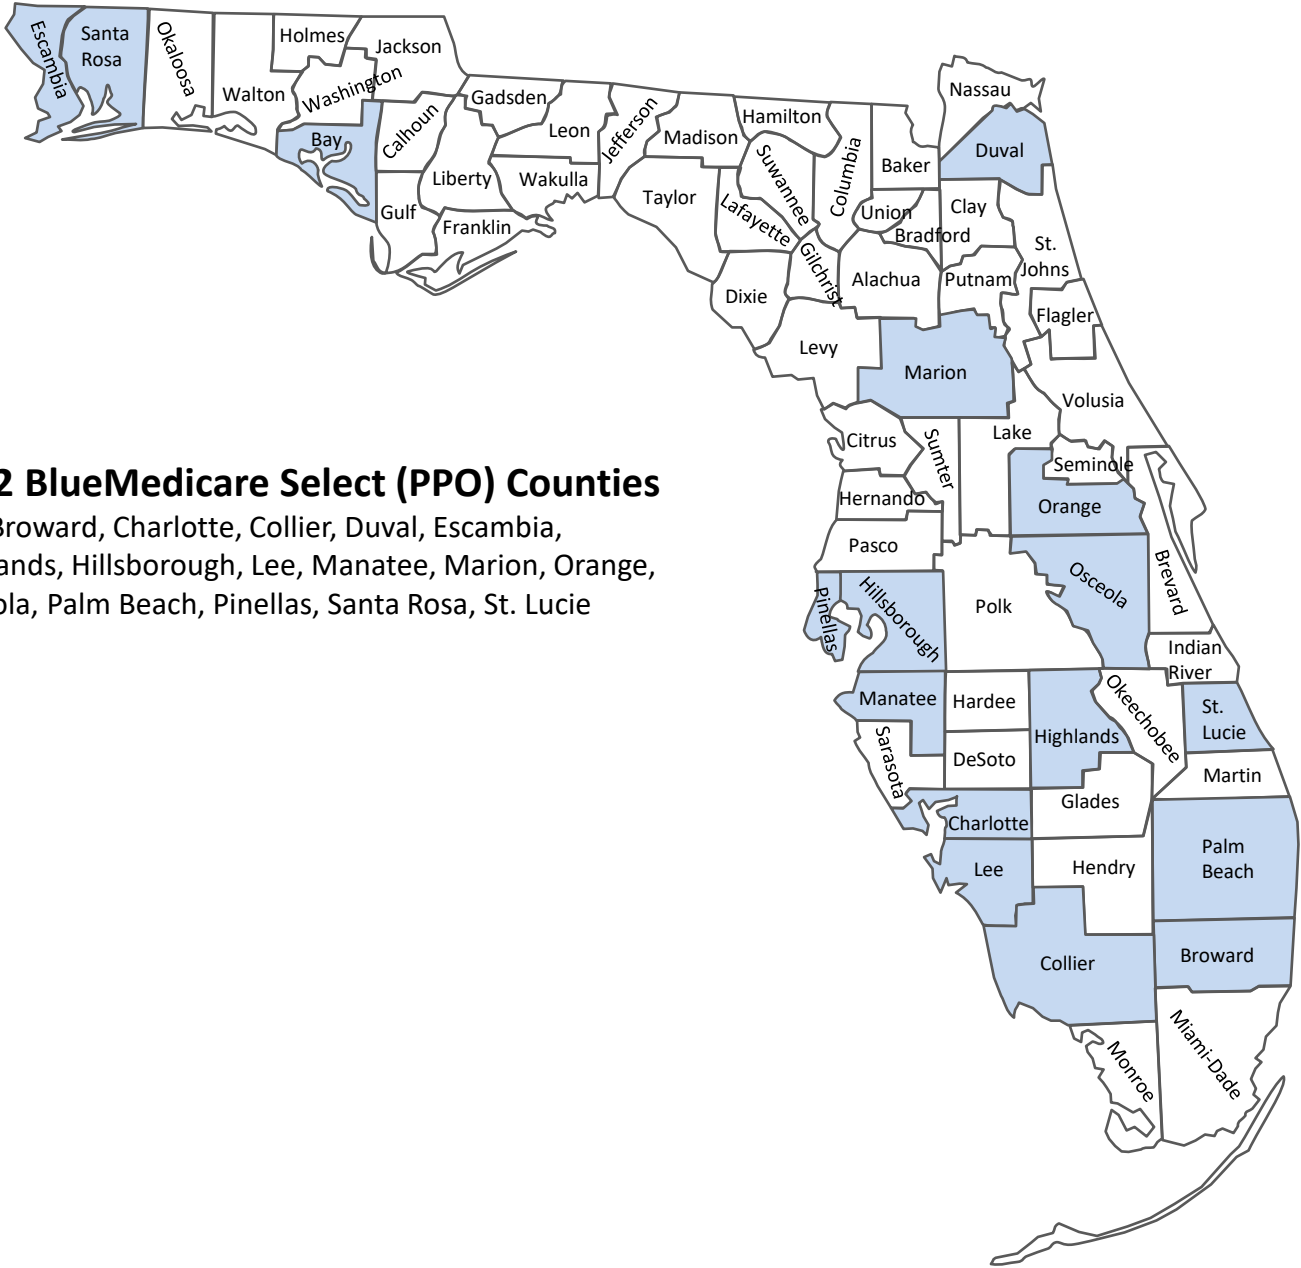 Escambia
Santa
Rosa
Okaloosa
Walton
Holmes
Washington
Jackson
Bay
Calhoun
Gulf
Liberty
Gadsden
Franklin
Leon
Wakulla
Jefferson
Madison
Taylor
Hamilton
Suwannee
Lafayette
Dixie
Columbia
Gilchrist
Baker
Union
Bradford
Alachua
Levy
Nassau
Duval
Clay
St.
Johns
Putnam
Flagler
Marion
Volusia
Citrus
Sumter
Lake
Seminole
Hernando
Orange
Pasco
2 BlueMedicare Select (PPO) Counties
Broward, Charlotte, Collier, Duval, Escambia,
ands, Hillsborough, Lee, Manatee, Marion, Orange,
ola, Palm Beach, Pinellas, Santa Rosa, St. Lucie
Pinellas
Hillsborough
Polk
Osceola
Brevard
Indian
River
Manatee
Hardee
Highlands
Okeechobee
St.
Lucie
Sarasota
DeSoto
Martin
Charlotte
Glades
Lee
Hendry
Palm
Beach
Collier
Broward
Monroe
Miami-Dade